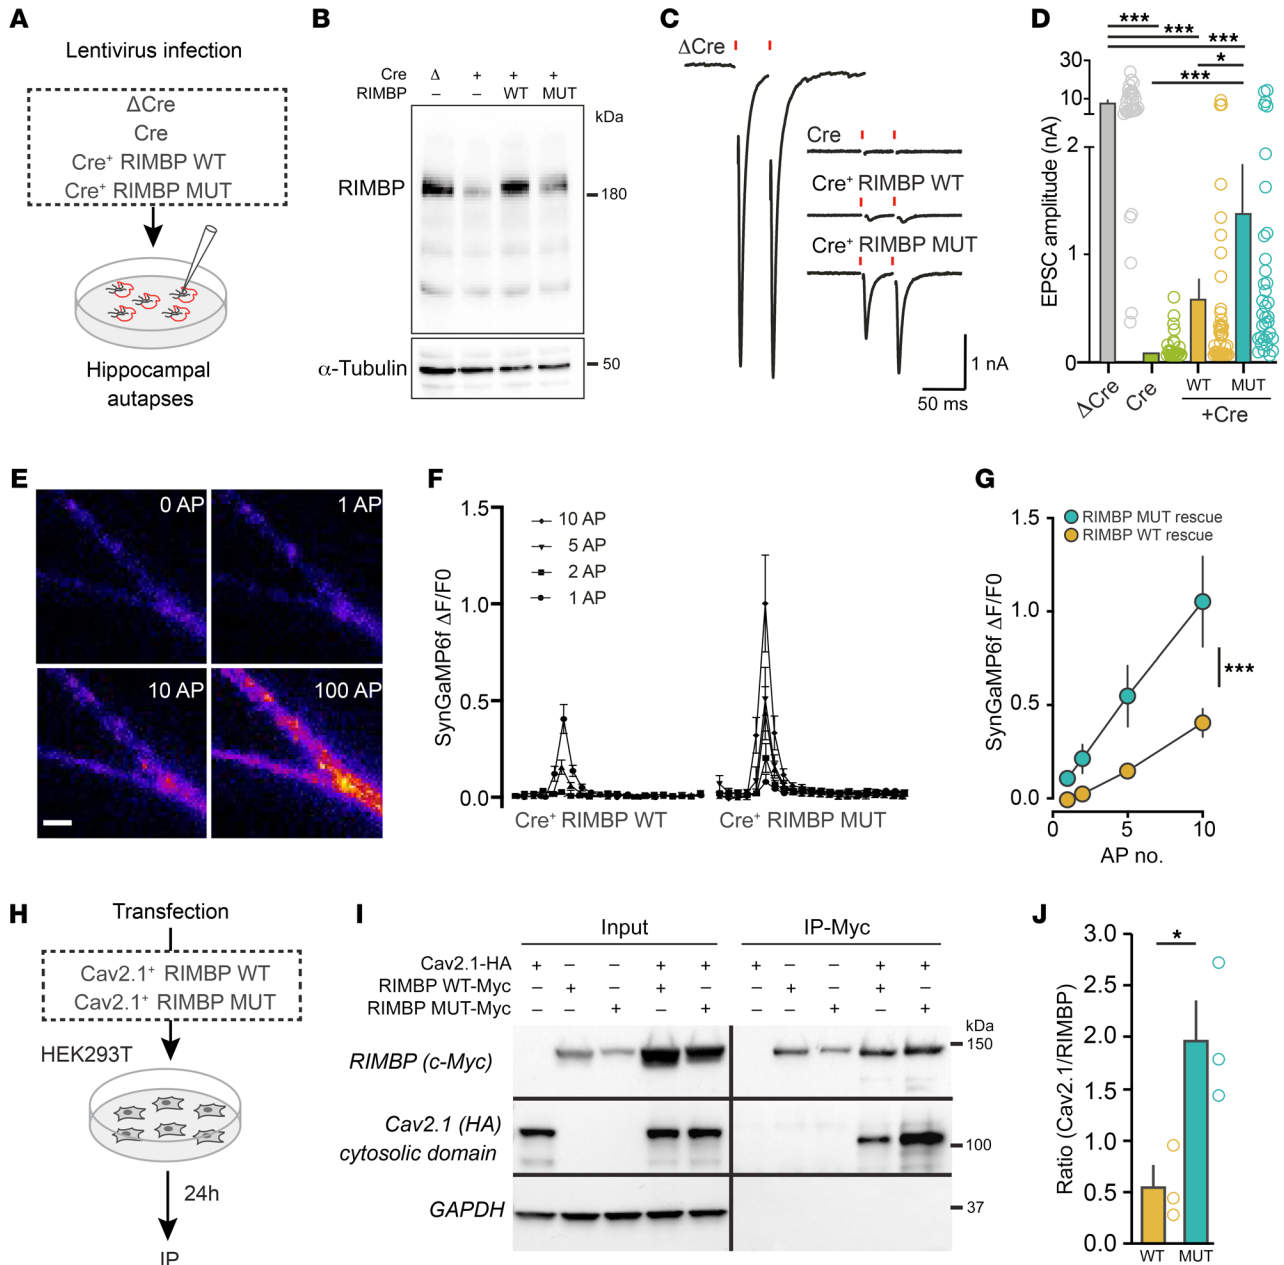 A
Lentivirus infection
ΔCre
Cre
Cre⁺ RIMBP WT
Cre⁺ RIMBP MUT
Hippocampal
autapses
B
Cre Δ + + +
RIMBP – – WT MUT
kDa
RIMBP
180
α-Tubulin
50
C
ΔCre
Cre
Cre⁺ RIMBP WT
Cre⁺ RIMBP MUT
1 nA
50 ms
D
***
***
***
*
***
30
10
2
1
0
EPSC amplitude (nA)
ΔCre
Cre
WT MUT
+Cre
E
0 AP
1 AP
10 AP
100 AP
F
1.5
1.0
0.5
0.0
SynGaMP6f ΔF/F0
10 AP
5 AP
2 AP
1 AP
Cre⁺ RIMBP WT
Cre⁺ RIMBP MUT
G
RIMBP MUT rescue
RIMBP WT rescue
1.5
1.0
0.5
0.0
SynGaMP6f ΔF/F0
***
0 5 10
AP no.
H
Transfection
Cav2.1⁺ RIMBP WT
Cav2.1⁺ RIMBP MUT
HEK293T
24h
IP
I
Input IP-Myc
Cav2.1-HA + – – + + + – – + +
RIMBP WT-Myc – + – + – – + – + –
RIMBP MUT-Myc – – + – + – – + – +
kDa
RIMBP (c-Myc)
150
Cav2.1 (HA)
cytosolic domain
100
GAPDH
37
J
*
3.0
2.5
2.0
1.5
1.0
0.5
0.0
Ratio (Cav2.1/RIMBP)
WT MUT